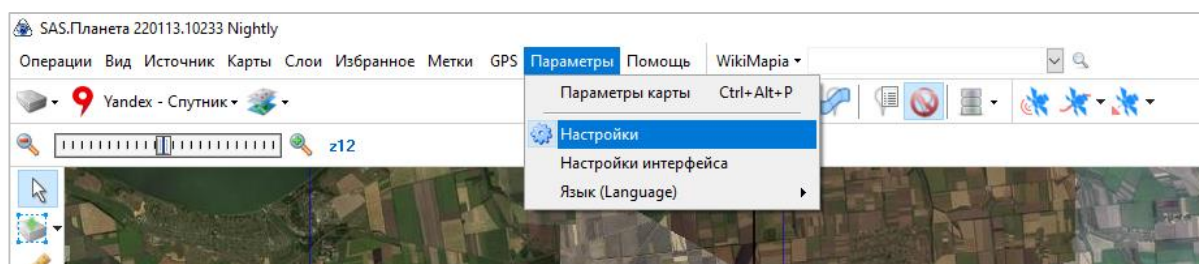 SAS.Планета 220113.10233 Nightly
Операции Вид Источник Карты Слои Избранное Метки GPS Параметры Помощь WikiMapia
Параметры карты Ctrl+Alt+P
Yandex - Спутник
Настройки
z12
Настройки интерфейса
Язык (Language)